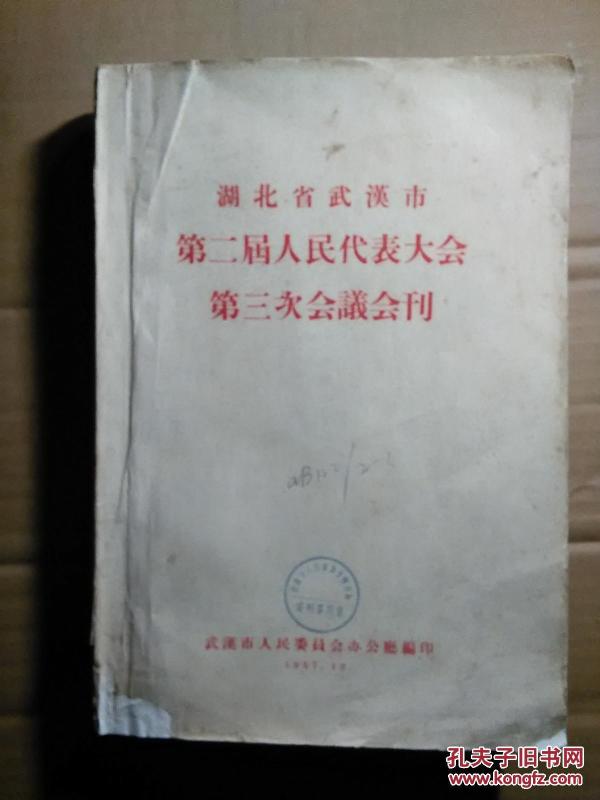 湖北省武漢市
第二屆人民代表大会
第三次会議会刊
武漢市人民委員会办公廳編印
1957.12
孔夫子旧书网
www.kongfz.com